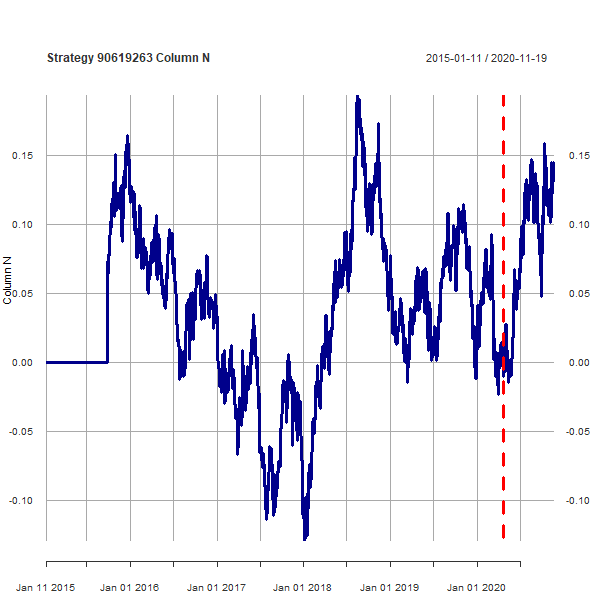 Strategy 90619263 Column N 2015-01-11 / 2020-11-19
Column N
0.15 0.15
0.10 0.10
0.05 0.05
0.00 0.00
-0.05 -0.05
-0.10 -0.10
Jan 11 2015 Jan 01 2016 Jan 01 2017 Jan 01 2018 Jan 01 2019 Jan 01 2020